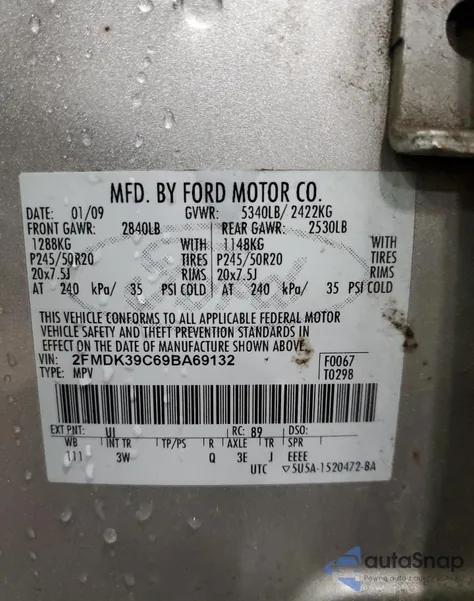 MFD. BY FORD MOTOR CO.
DATE: 01/09 GVWR: 5340LB/ 2422KG
FRONT GAWR: 2840LB REAR GAWR: 2530LB
1288KG WITH 1148KG WITH
P245/50R20 TIRES P245/50R20 TIRES
20x7.5J RIMS 20x7.5J RIMS
AT 240 kPa/ 35 PSI COLD AT 240 kPa/ 35 PSI COLD
THIS VEHICLE CONFORMS TO ALL APPLICABLE FEDERAL MOTOR
VEHICLE SAFETY AND THEFT PREVENTION STANDARDS IN
EFFECT ON THE DATE OF MANUFACTURE SHOWN ABOVE.
VIN: 2FMDK39C69BA69132 F0067
TYPE: MPV T0298
EXT PNT: UI RC: 89 DSO:
WB INT TR TP/PS R AXLE TR SPR
111 3W Q 3E J EEEE
UTC ▽5U5A-1520472-BA
autaSnap